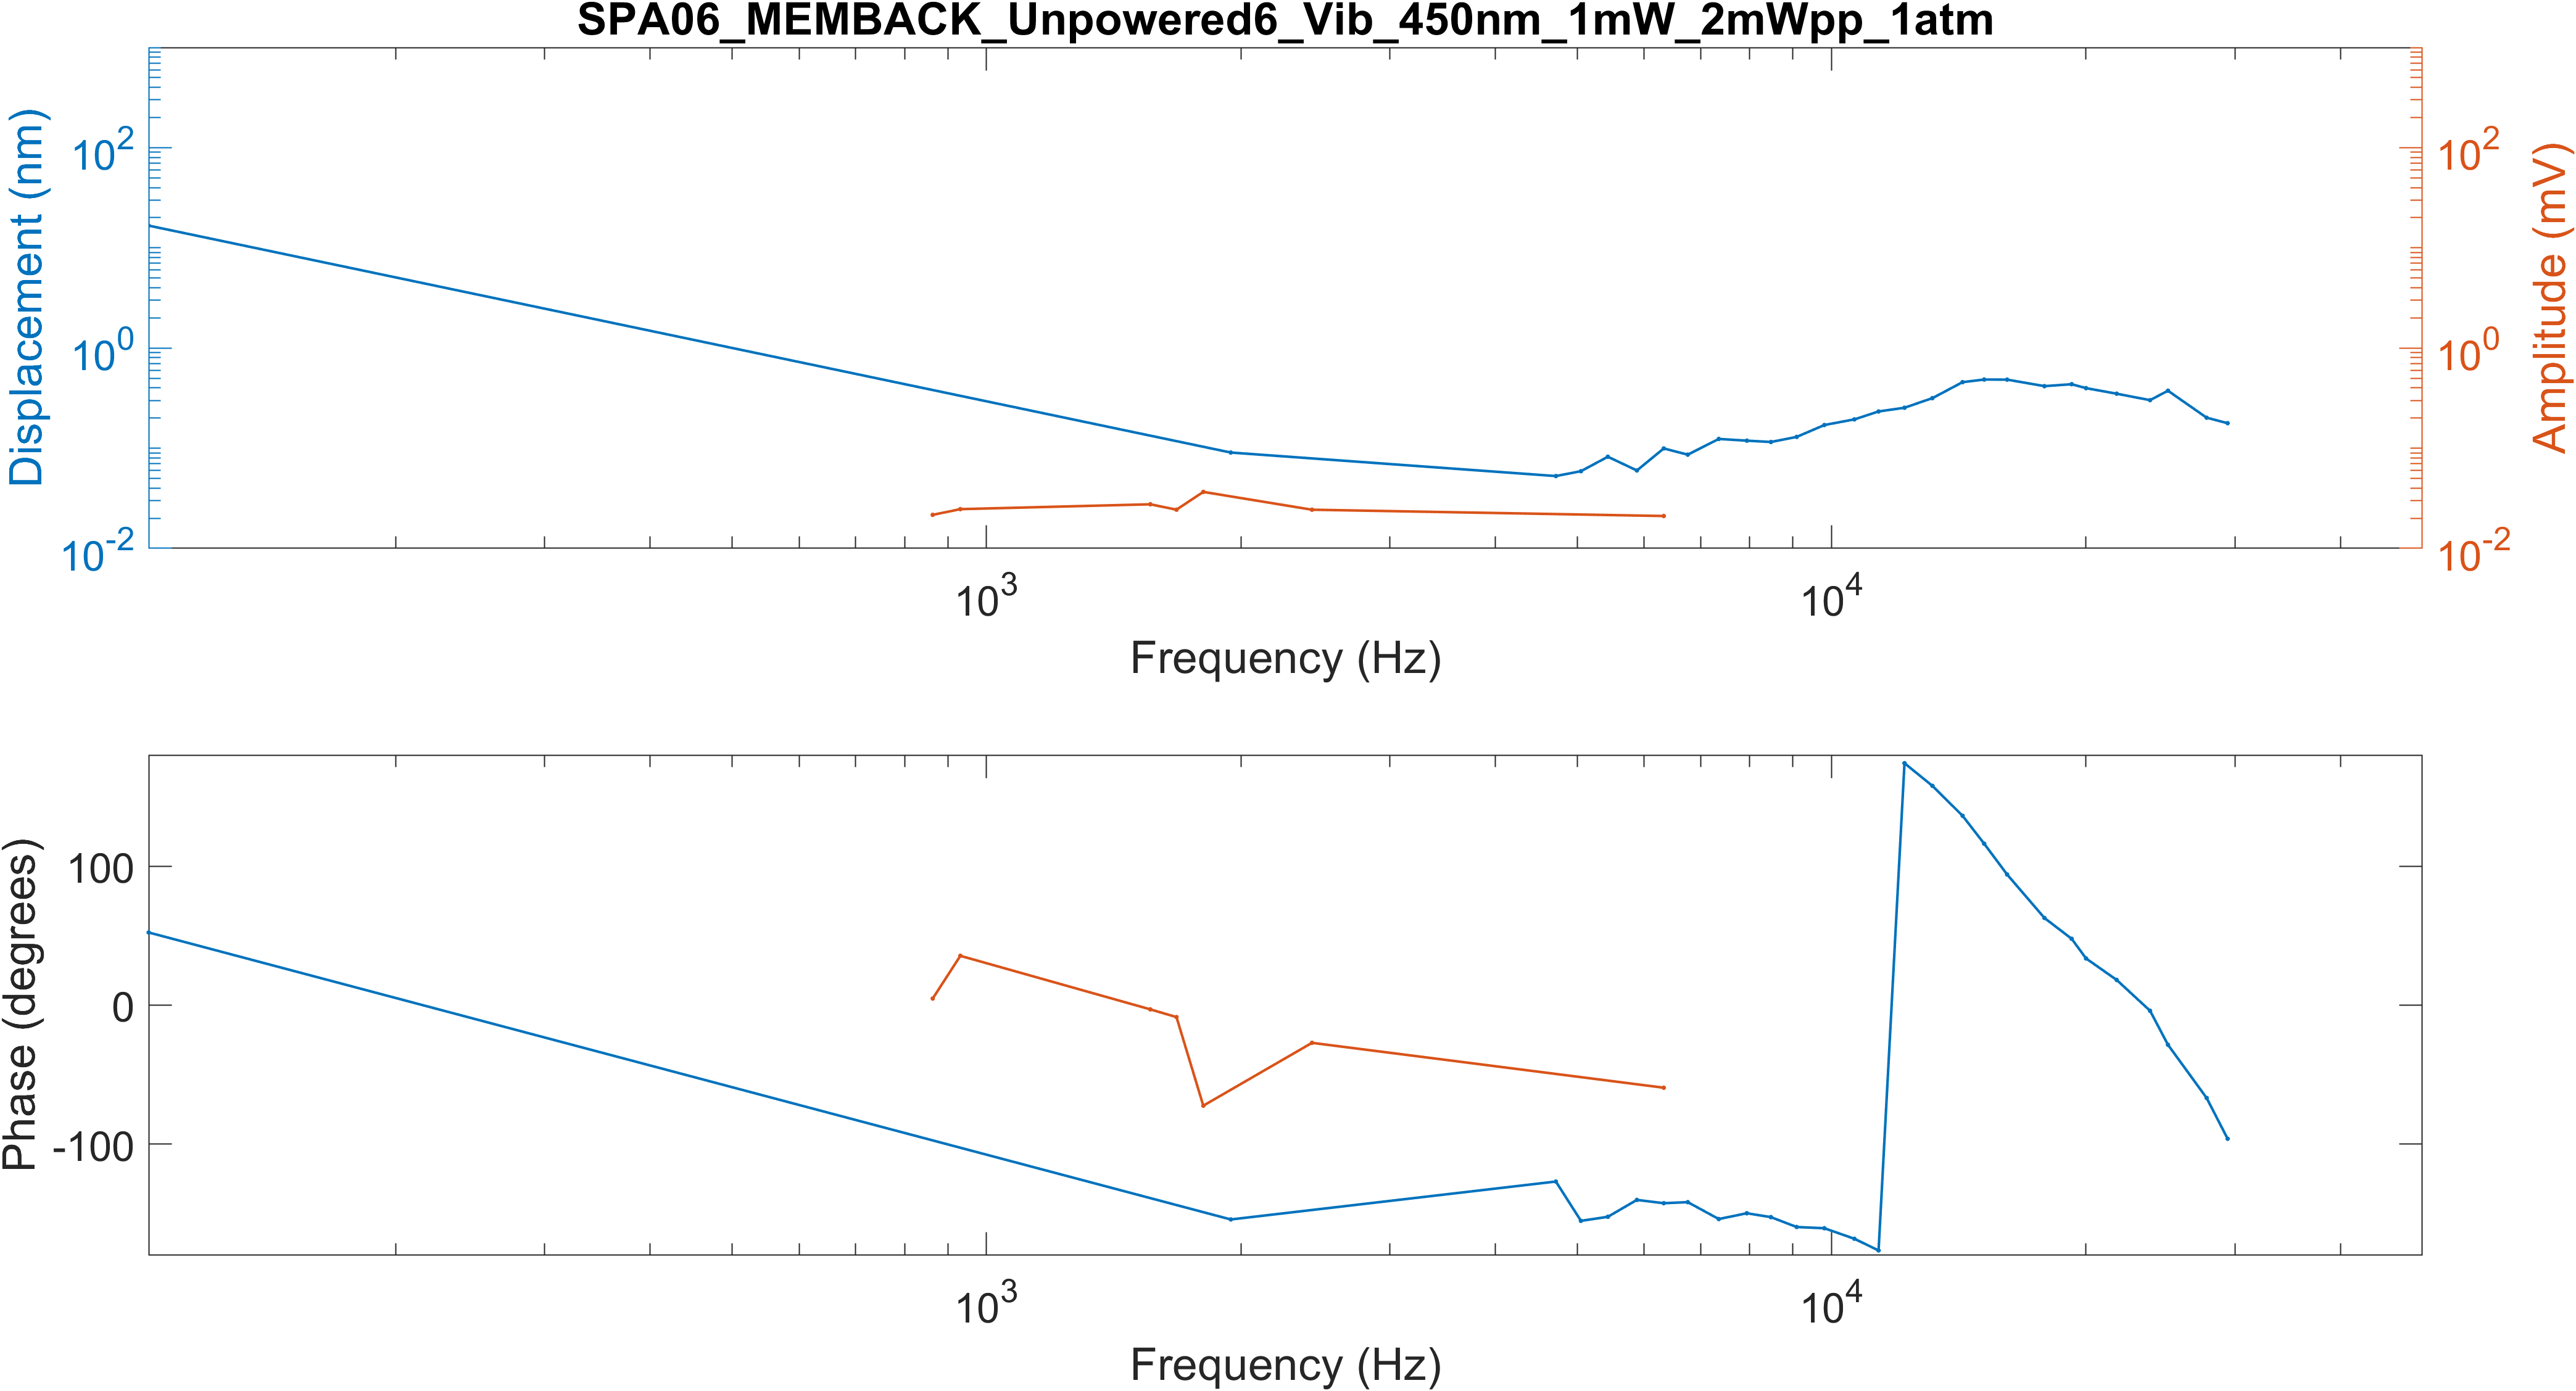 SPA06_MEMBACK_Unpowered6_Vib_450nm_1mW_2mWpp_1atm
Displacement (nm)
10^2
10^0
10^-2
Amplitude (mV)
10^2
10^0
10^-2
10^3
10^4
Frequency (Hz)
Phase (degrees)
100
0
-100
10^3
10^4
Frequency (Hz)